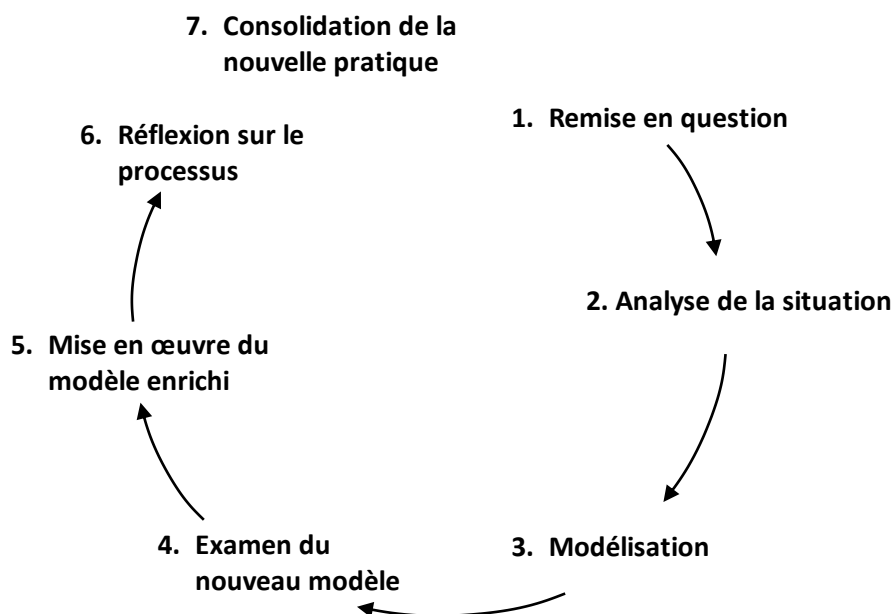 7. Consolidation de la
nouvelle pratique
1. Remise en question
6. Réflexion sur le
processus
2. Analyse de la situation
5. Mise en œuvre du
modèle enrichi
4. Examen du
nouveau modèle
3. Modélisation